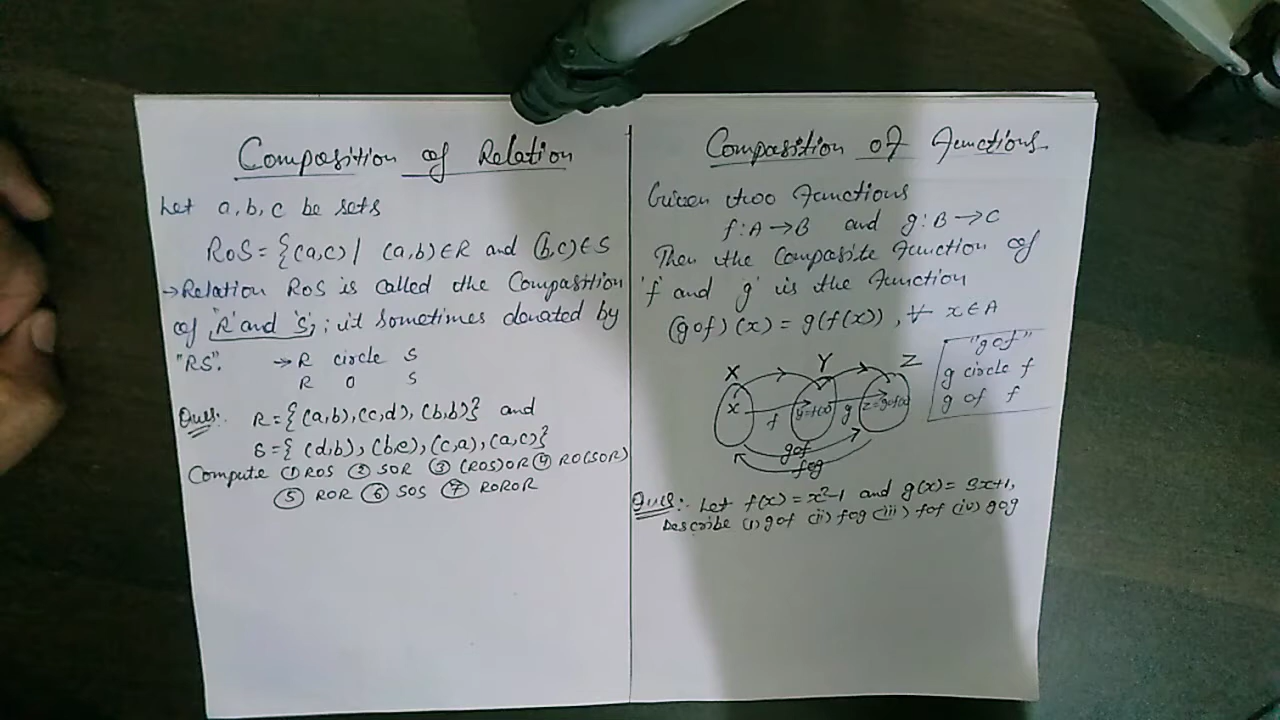 Composition of Relation
Let a, b, c be sets
RoS = {(a,c) | (a,b) ∈ R and (b,c) ∈ S
→ Relation RoS is called the Composition
of 'R' and 'S'; it sometimes donated by
"RS". → R circle S
R O S
Ques:. R = {(a,b), (c,d), (b,b)} and
S = { (d,b), (b,e), (c,a), (a,c)}
Compute ① ROS ② SOR ③ (ROS)OR ④ RO(SOR)
⑤ ROR ⑥ SOS ⑦ ROROR
Composition of Functions.
Given two Functions
f: A → B and g: B → C
Then the Composite Function of
'f' and 'g' is the Function
(gof)(x) = g(f(x)), ∀ x ∈ A
X Y Z
x y=f(x)
f g
gof
fog
"gof"
g circle f
g of f
Ques:. Let f(x) = x²-1 and g(x) = 3x+1,
Describe (i) gof (ii) fog (iii) fof (iv) gog